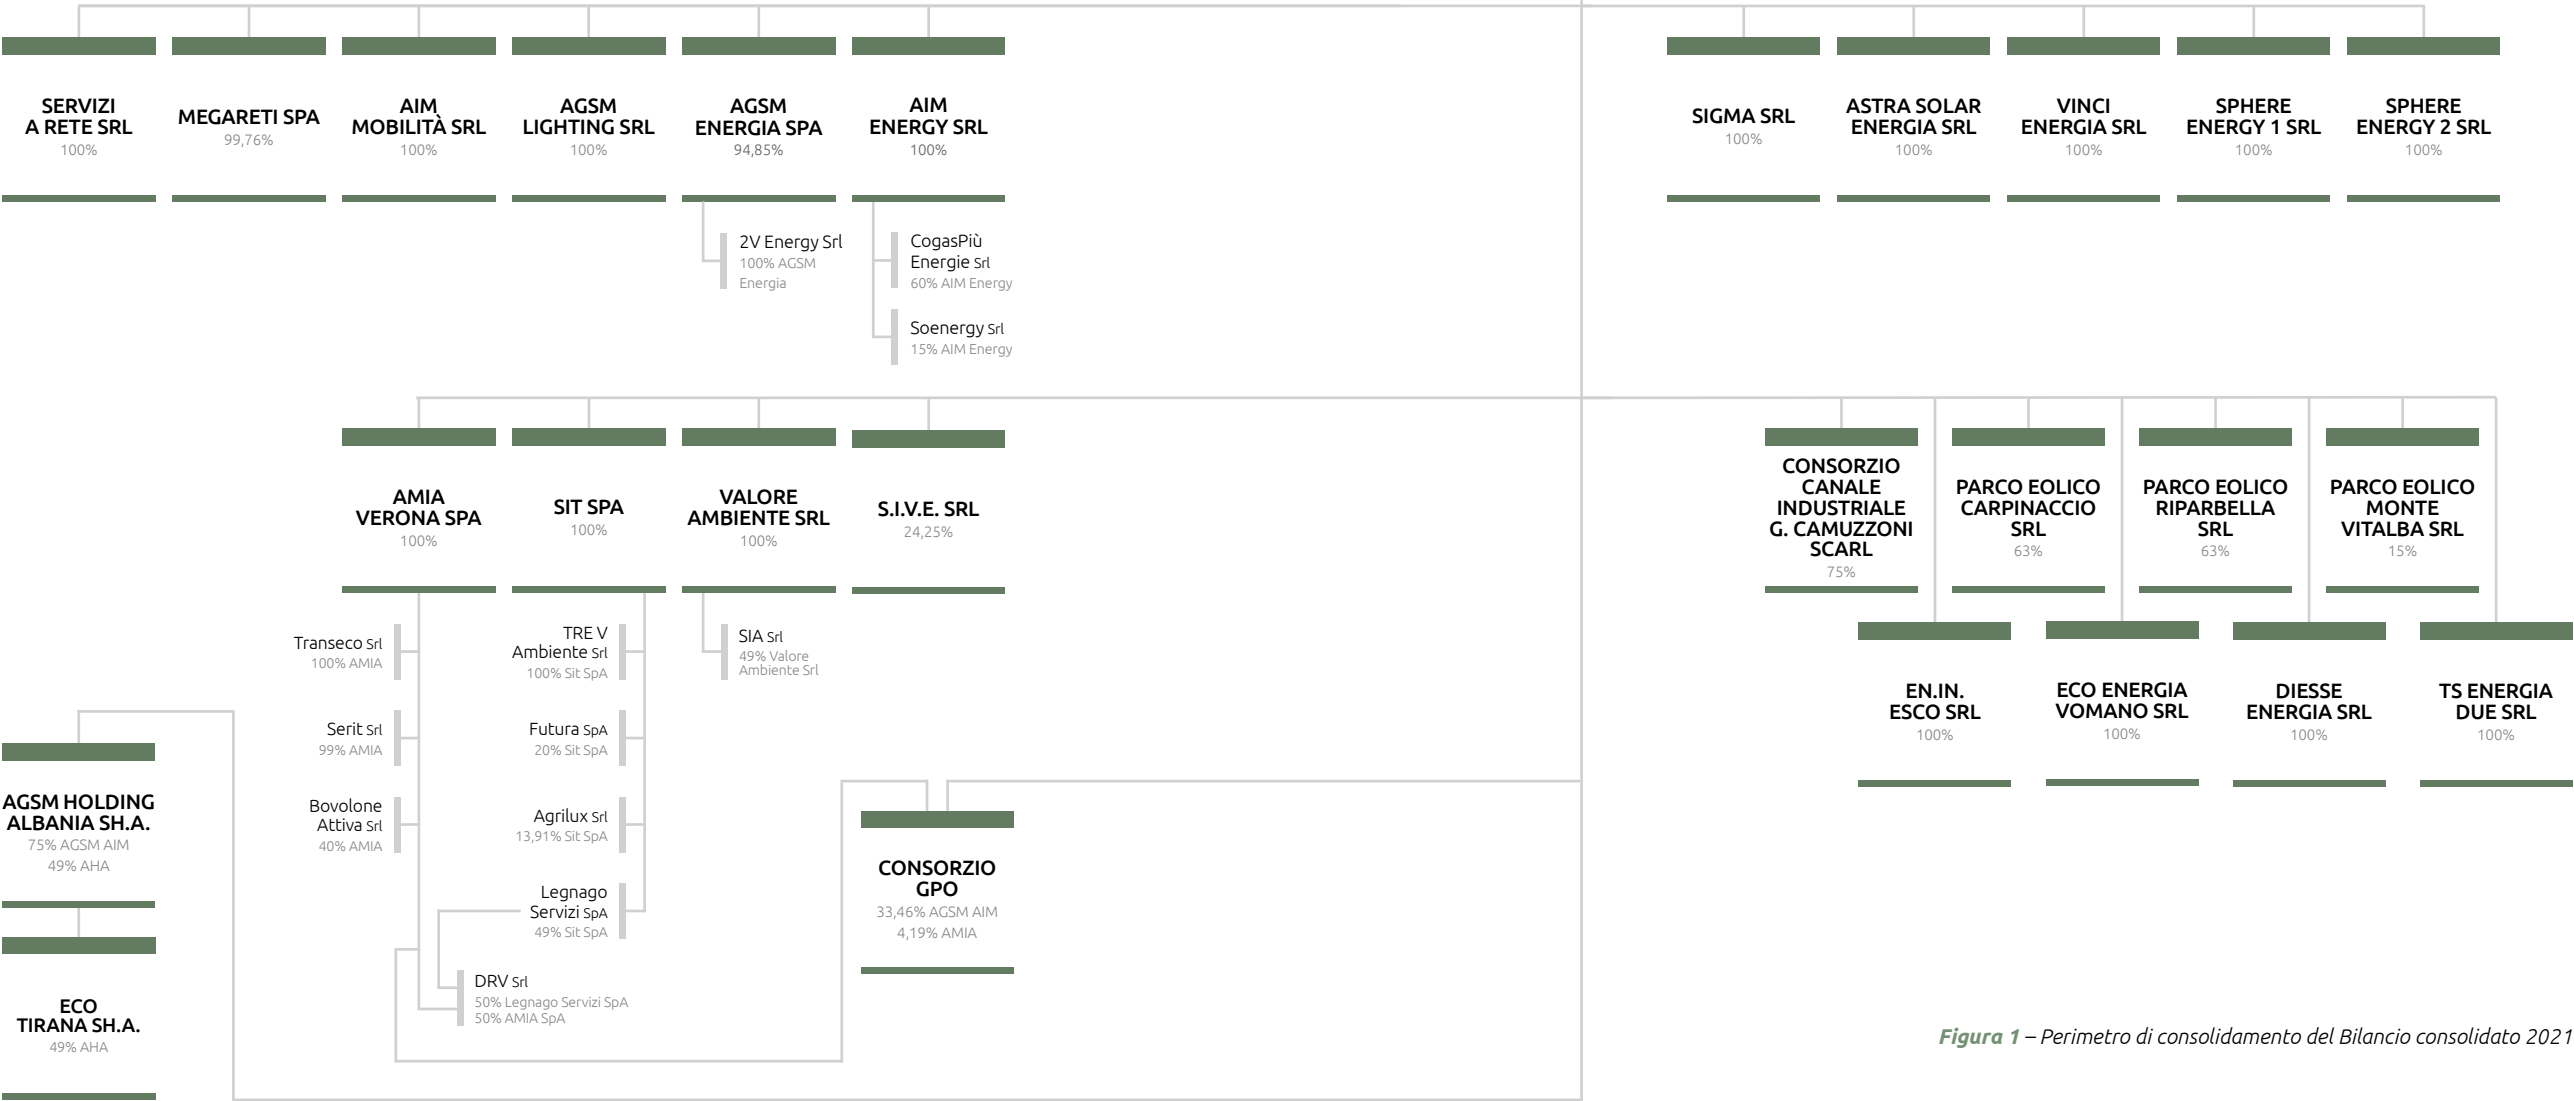 SERVIZI
A RETE SRL
100%
MEGARETI SPA
99,76%
AIM
MOBILITÀ SRL
100%
AGSM
LIGHTING SRL
100%
AGSM
ENERGIA SPA
94,85%
AIM
ENERGY SRL
100%
SIGMA SRL
100%
ASTRA SOLAR
ENERGIA SRL
100%
VINCI
ENERGIA SRL
100%
SPHERE
ENERGY 1 SRL
100%
SPHERE
ENERGY 2 SRL
100%
2V Energy Srl
100% AGSM
Energia
CogasPiù
Energie Srl
60% AIM Energy
Soenergy Srl
15% AIM Energy
AMIA
VERONA SPA
100%
SIT SPA
100%
VALORE
AMBIENTE SRL
100%
S.I.V.E. SRL
24,25%
CONSORZIO
CANALE
INDUSTRIALE
G. CAMUZZONI
SCARL
75%
PARCO EOLICO
CARPINACCIO
SRL
63%
PARCO EOLICO
RIPARBELLA
SRL
63%
PARCO EOLICO
MONTE
VITALBA SRL
15%
Transeco Srl
100% AMIA
Serit Srl
99% AMIA
Bovolone
Attiva Srl
40% AMIA
TRE V
Ambiente Srl
100% Sit SpA
Futura SpA
20% Sit SpA
Agrilux Srl
13,91% Sit SpA
Legnago
Servizi SpA
49% Sit SpA
DRV Srl
50% Legnago Servizi SpA
50% AMIA SpA
SIA Srl
49% Valore
Ambiente Srl
EN.IN.
ESCO SRL
100%
ECO ENERGIA
VOMANO SRL
100%
DIESSE
ENERGIA SRL
100%
TS ENERGIA
DUE SRL
100%
AGSM HOLDING
ALBANIA SH.A.
75% AGSM AIM
49% AHA
ECO
TIRANA SH.A.
49% AHA
CONSORZIO
GPO
33,46% AGSM AIM
4,19% AMIA
Figura 1 – Perimetro di consolidamento del Bilancio consolidato 2021